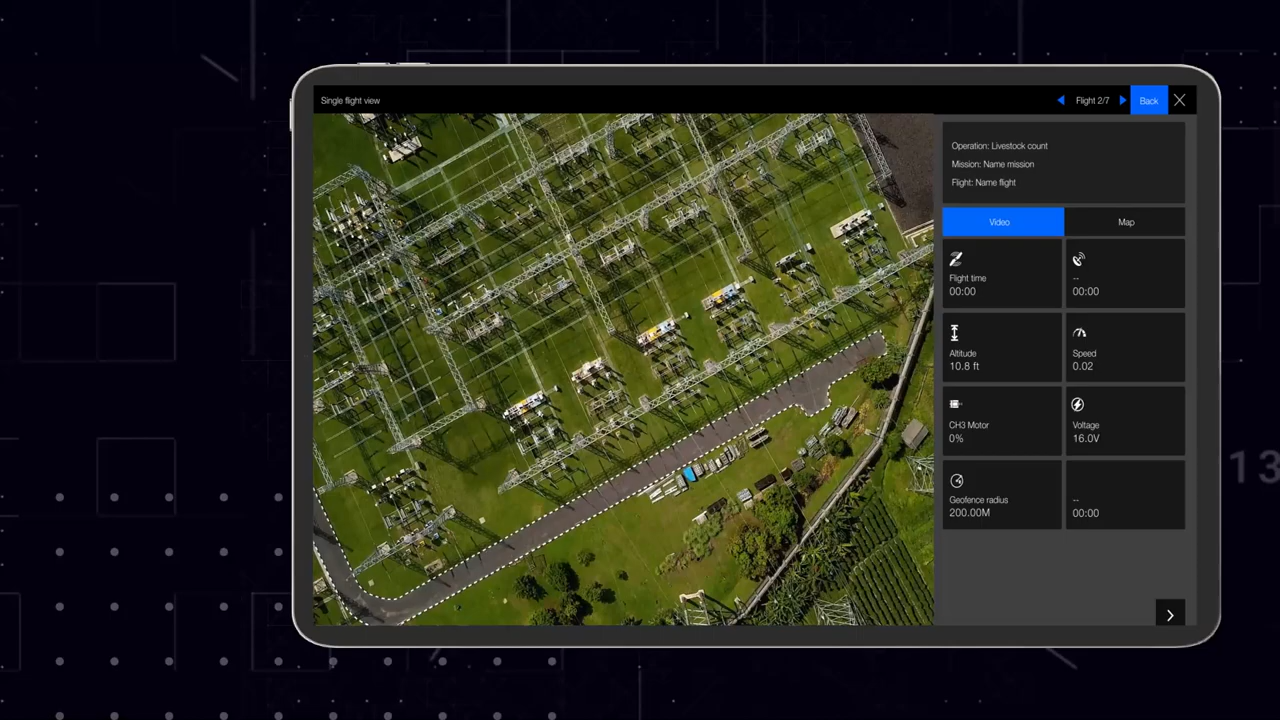 Single flight view
Flight 2/7
Back
Operation: Livestock count
Mission: Name mission
Flight: Name flight
Video
Map
Flight time
00:00
--
00:00
Altitude
10.8 ft
Speed
0.02
CH3 Motor
0%
Voltage
16.0V
Geofence radius
200.00M
--
00:00
13